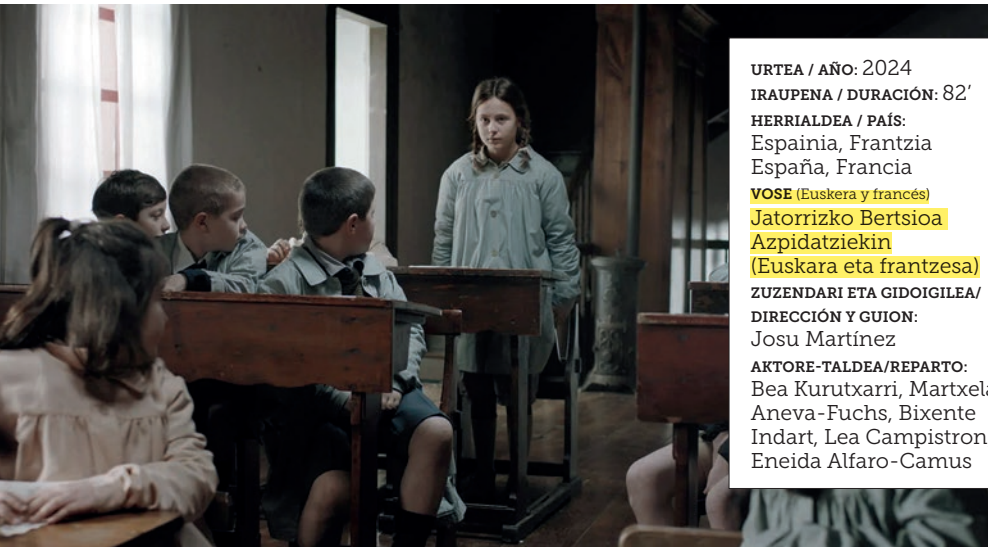 URTEA / AÑO: 2024
IRAUPENA / DURACIÓN: 82'
HERRIALDEA / PAÍS:
Espainia, Frantzia
España, Francia
VOSE (Euskera y francés)
Jatorrizko Bertsioa
Azpidatziekin
(Euskara eta frantzesa)
ZUZENDARI ETA GIDOIGILEA/
DIRECCIÓN Y GUION:
Josu Martínez
AKTORE-TALDEA/REPARTO:
Bea Kurutxarri, Martxela
Aneva-Fuchs, Bixente
Indart, Lea Campistron
Eneida Alfaro-Camus